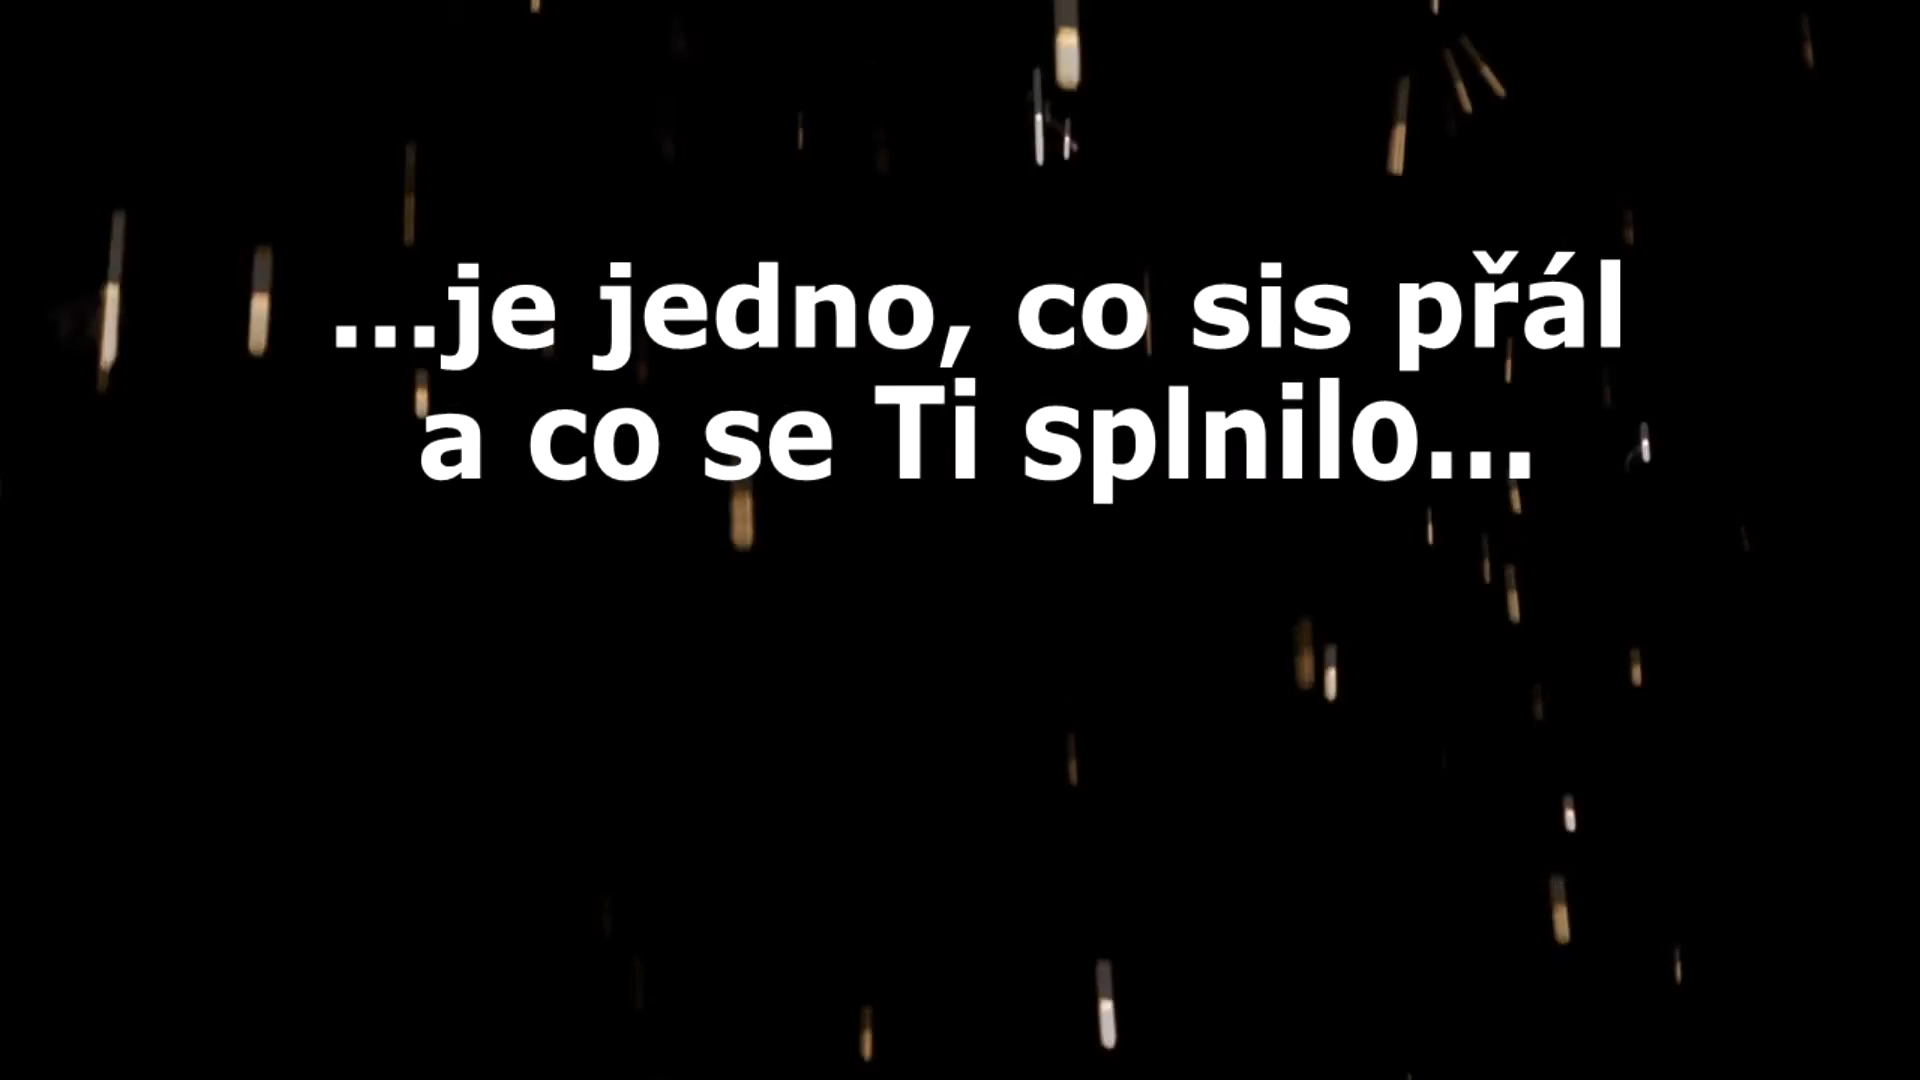 ...je jedno, co sis přál
a co se Ti splnilo...